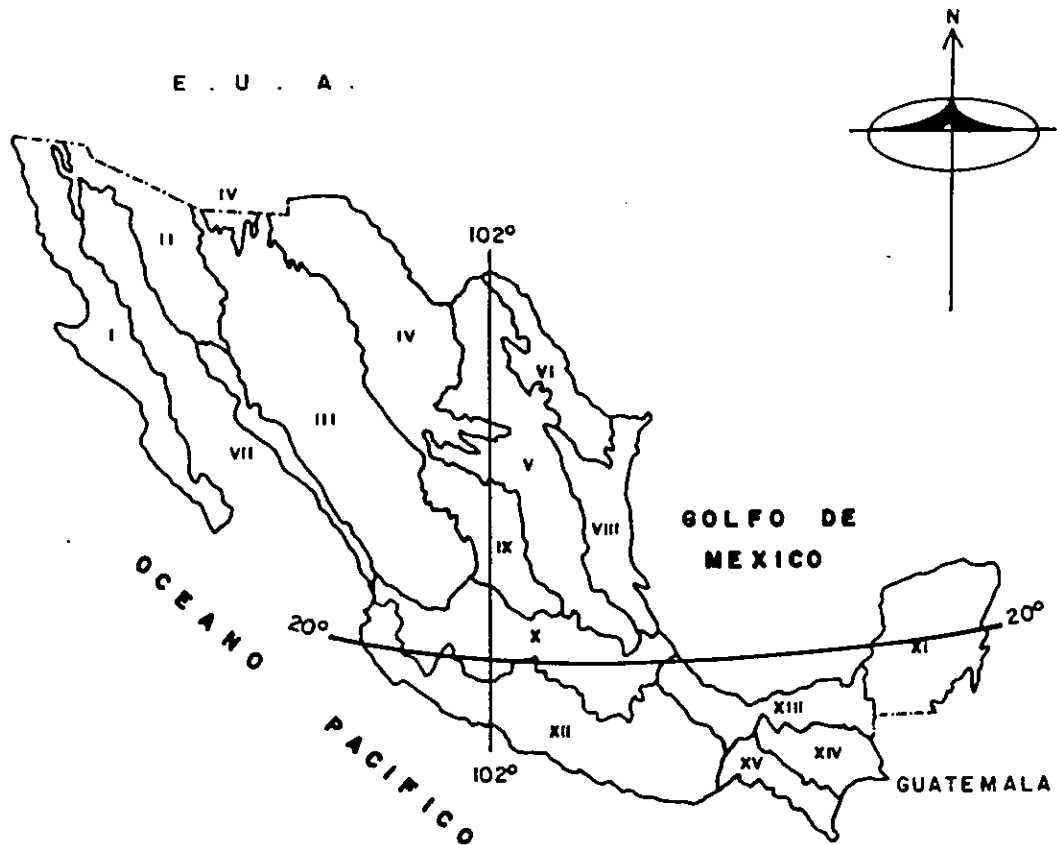 N
E . U . A .
IV
II
102°
I
IV
VI
III
VII
V
VIII
GOLFO DE
MEXICO
IX
OCEANO
PACIFICO
20°
20°
X
XI
XIII
XII
XV
XIV
102°
GUATEMALA